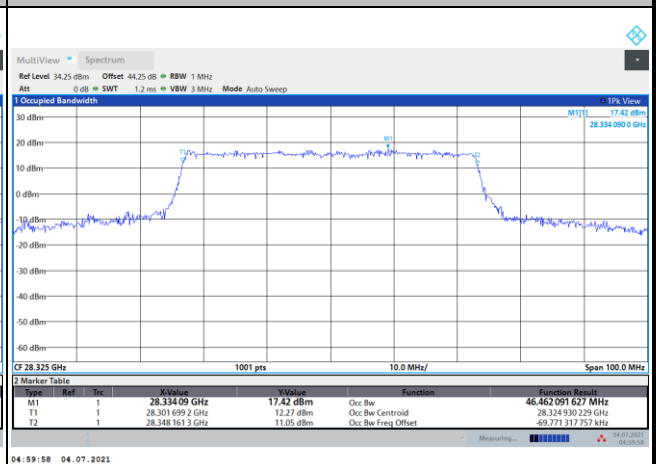 MultiView Spectrum
Ref Level 34.25 dBm Offset 44.25 dB RBW 1 MHz
Att 0 dB SWT 1.2 ms VBW 3 MHz Mode Auto Sweep
1 Occupied Bandwidth 1Pk View
M1[1] 17.42 dBm
28.334 090 0 GHz
30 dBm
20 dBm
M1
T1
T2
10 dBm
0 dBm
-10 dBm
-20 dBm
-30 dBm
-40 dBm
-50 dBm
-60 dBm
CF 28.325 GHz 1001 pts 10.0 MHz/ Span 100.0 MHz
2 Marker Table
Type Ref Trc X-Value Y-Value Function Function Result
M1 1 28.334 09 GHz 17.42 dBm Occ Bw 46.462 091 627 MHz
T1 1 28.301 699 2 GHz 12.27 dBm Occ Bw Centroid 28.324 930 229 GHz
T2 1 28.348 161 3 GHz 11.05 dBm Occ Bw Freq Offset -69.771 317 757 kHz
Measuring... 04.07.2021
04:59:58
04:59:58 04.07.2021